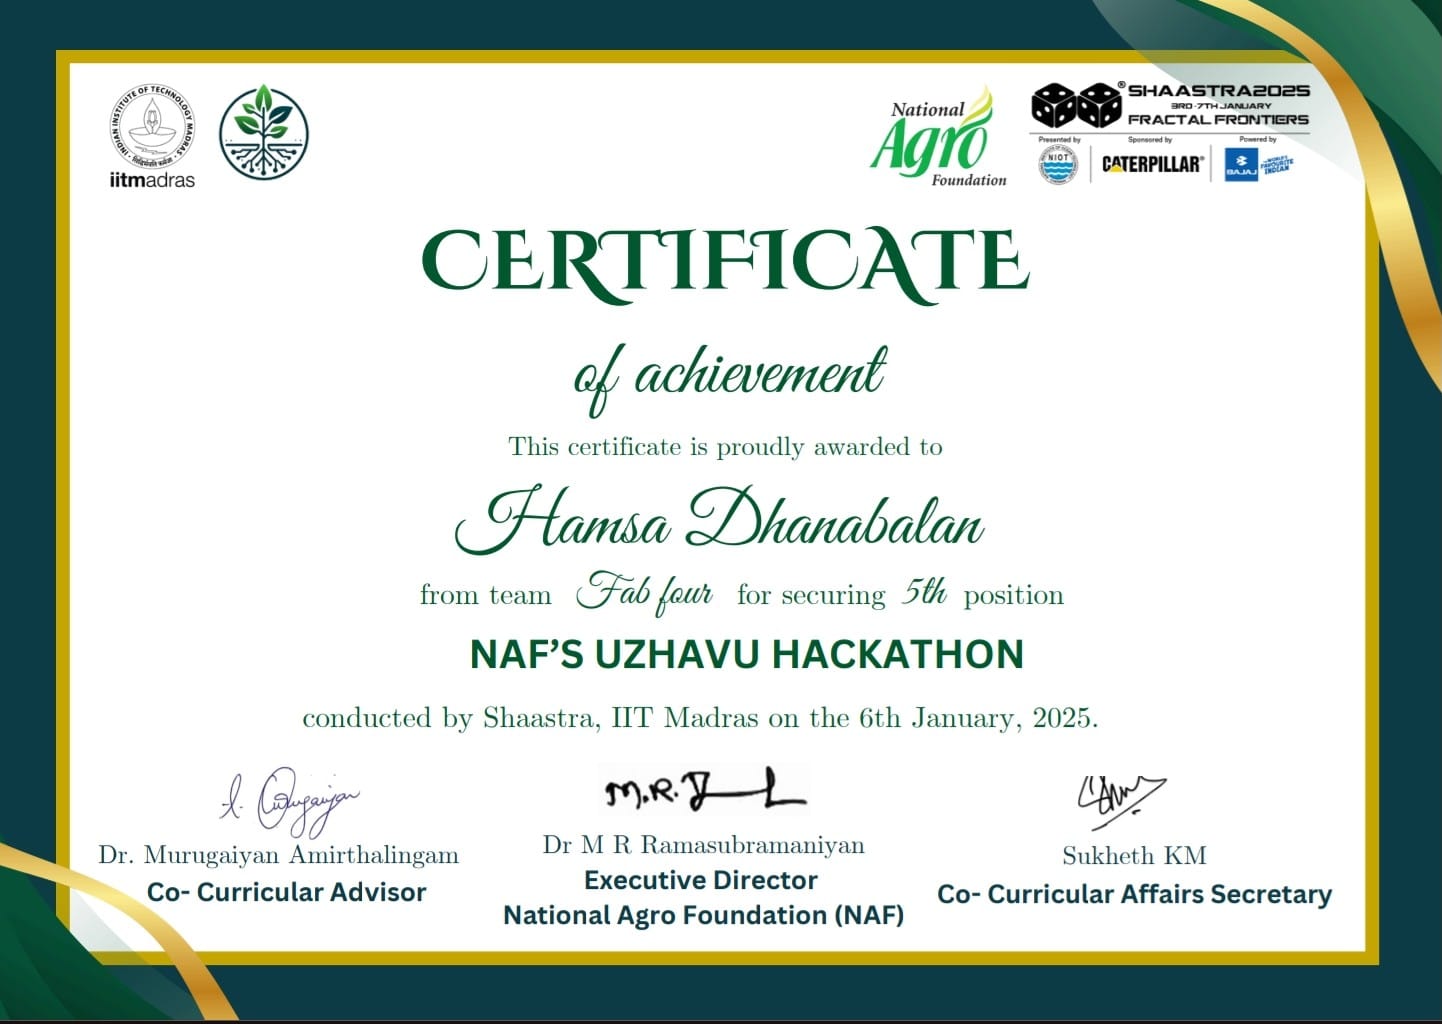 INDIAN INSTITUTE OF TECHNOLOGY MADRAS
iitmadras
National
Agro
Foundation
® SHAASTRA2025
3RD-7TH JANUARY
FRACTAL FRONTIERS
Presented by Sponsored by Powered by
NIOT CATERPILLAR® BAJAJ THE WORLD'S FAVOURITE INDIAN
CERTIFICATE
of achievement
This certificate is proudly awarded to
Hamsa Dhanabalan
from team Fab four for securing 5th position
NAF'S UZHAVU HACKATHON
conducted by Shaastra, IIT Madras on the 6th January, 2025.
M.R.
Dr. Murugaiyan Amirthalingam
Co- Curricular Advisor
Dr M R Ramasubramaniyan
Executive Director
National Agro Foundation (NAF)
Sukheth KM
Co- Curricular Affairs Secretary